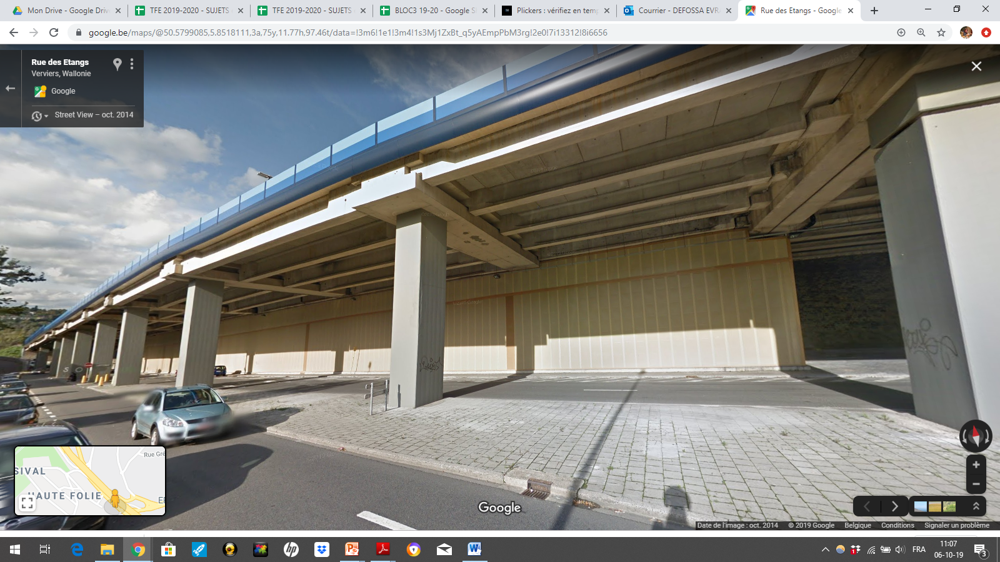 Mon Drive - Google Driv
TFE 2019-2020 - SUJETS
TFE 2019-2020 - SUJETS
BLOC3 19-20 - Google S
Plickers : vérifiez en temp
Courrier - DEFOSSA EVR
Rue des Etangs - Google
google.be/maps/@50.5799085,5.8518111,3a,75y,11.77h,97.46t/data=!3m6!1e1!3m4!1s3Mj1ZxBt_q5yAEmpPbM3rg!2e0!7i13312!8i6656
Rue des Etangs
Verviers, Wallonie
Google
Street View – oct. 2014
Rue Gré
SIVAL
HAUTE FOLIE
Google
Date de l'image : oct. 2014 © 2019 Google Belgique Conditions Signaler un problème
FRA
11:07
06-10-19
3